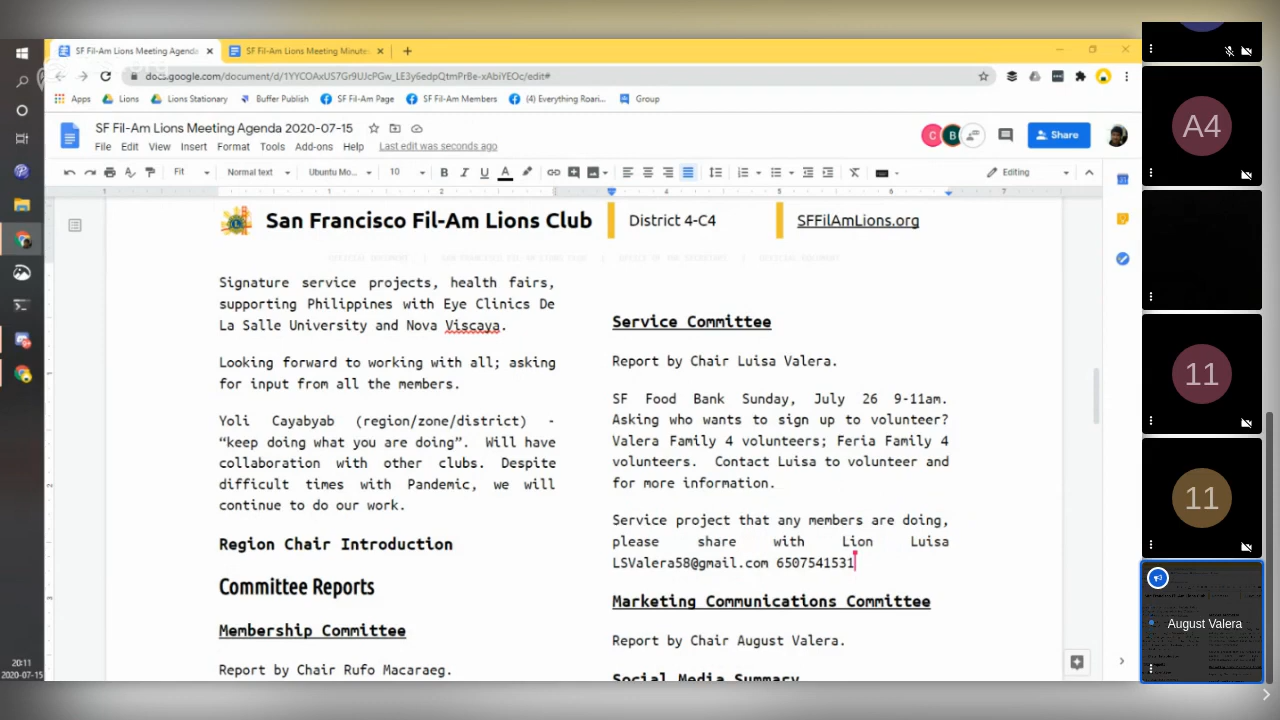 SF Fil-Am Lions Meeting Agenda
SF Fil-Am Lions Meeting Minute
docs.google.com/document/d/1YYCOAxUS7Gr9UJcPGw_LE3y6edpQtmPrBe-xAbiYEOc/edit#
Apps Lions Lions Stationary Buffer Publish SF Fil-Am Page SF Fil-Am Members (4) (Everything Roari... Group
SF Fil-Am Lions Meeting Agenda 2020-07-15
Share
File Edit View Insert Format Tools Add-ons Help Last edit was seconds ago
Fit Normal text Ubuntu Mo... 10 B I U A Editing
San Francisco Fil-Am Lions Club District 4-C4 SFFilAmLions.org
Signature service projects, health fairs,
supporting Philippines with Eye Clinics De
La Salle University and Nova Viscaya.
Looking forward to working with all; asking
for input from all the members.
Yoli Cayabyab (region/zone/district) -
“keep doing what you are doing”. Will have
collaboration with other clubs. Despite
difficult times with Pandemic, we will
continue to do our work.
Region Chair Introduction
Committee Reports
Membership Committee
Report by Chair Rufo Macaraeg.
Service Committee
Report by Chair Luisa Valera.
SF Food Bank Sunday, July 26 9-11am.
Asking who wants to sign up to volunteer?
Valera Family 4 volunteers; Feria Family 4
volunteers. Contact Luisa to volunteer and
for more information.
Service project that any members are doing,
please share with Lion Luisa
LSValera58@gmail.com 6507541531
Marketing Communications Committee
Report by Chair August Valera.
Social Media Summary
20:11
2020-07-15
A4
11
11
August Valera